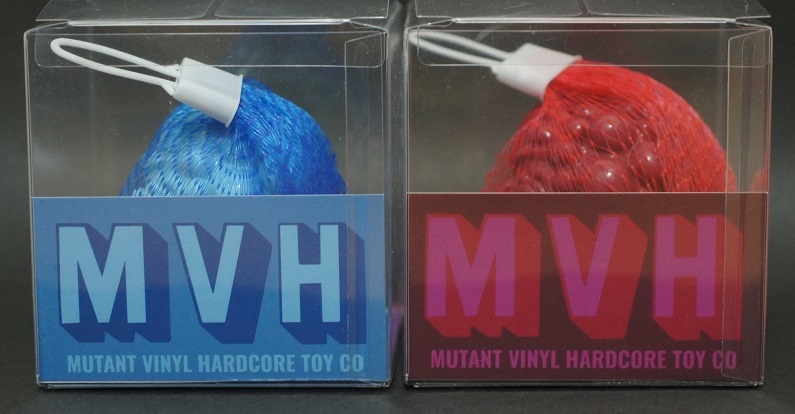 MVH
MUTANT VINYL HARDCORE TOY CO
MVH
MUTANT VINYL HARDCORE TOY CO